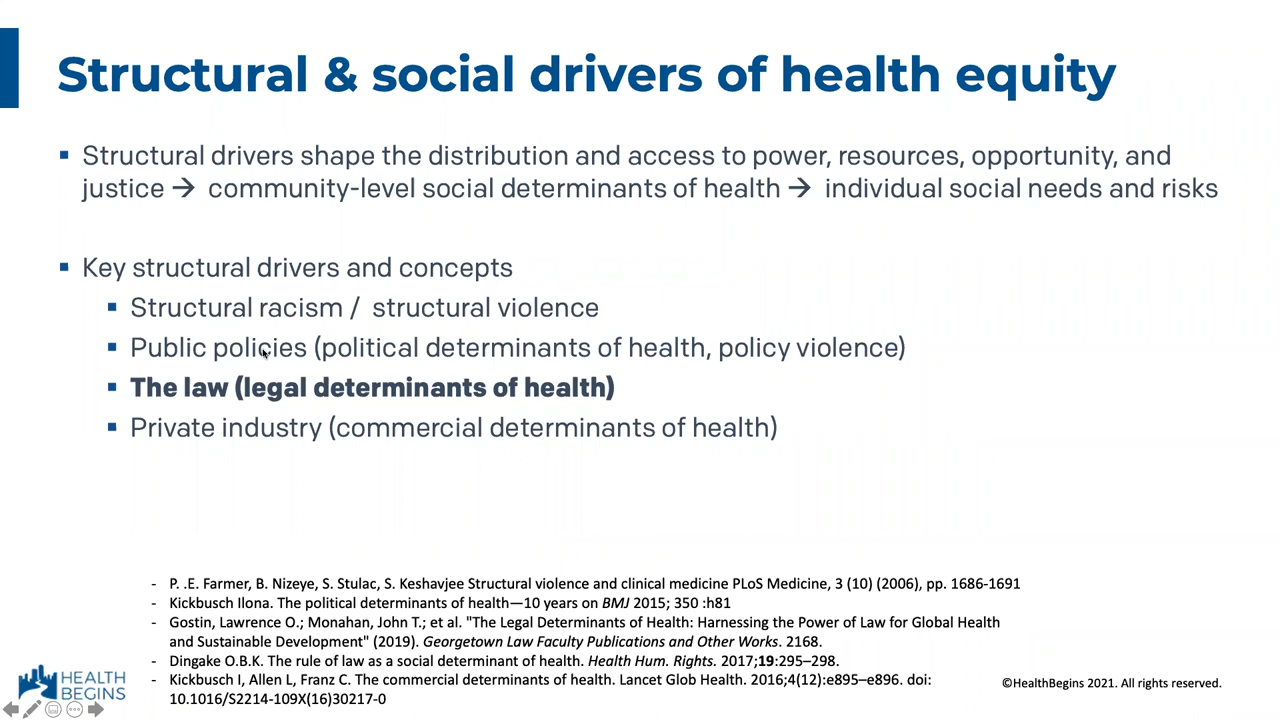 Structural & social drivers of health equity
▪ Structural drivers shape the distribution and access to power, resources, opportunity, and
justice → community-level social determinants of health → individual social needs and risks
▪ Key structural drivers and concepts
▪ Structural racism / structural violence
▪ Public policies (political determinants of health, policy violence)
▪ The law (legal determinants of health)
▪ Private industry (commercial determinants of health)
- P. .E. Farmer, B. Nizeye, S. Stulac, S. Keshavjee Structural violence and clinical medicine PLoS Medicine, 3 (10) (2006), pp. 1686-1691
- Kickbusch Ilona. The political determinants of health—10 years on BMJ 2015; 350 :h81
- Gostin, Lawrence O.; Monahan, John T.; et al. "The Legal Determinants of Health: Harnessing the Power of Law for Global Health
and Sustainable Development" (2019). Georgetown Law Faculty Publications and Other Works. 2168.
- Dingake O.B.K. The rule of law as a social determinant of health. Health Hum. Rights. 2017;19:295–298.
- Kickbusch I, Allen L, Franz C. The commercial determinants of health. Lancet Glob Health. 2016;4(12):e895–e896. doi:
10.1016/S2214-109X(16)30217-0
HEALTH
BEGINS
©HealthBegins 2021. All rights reserved.